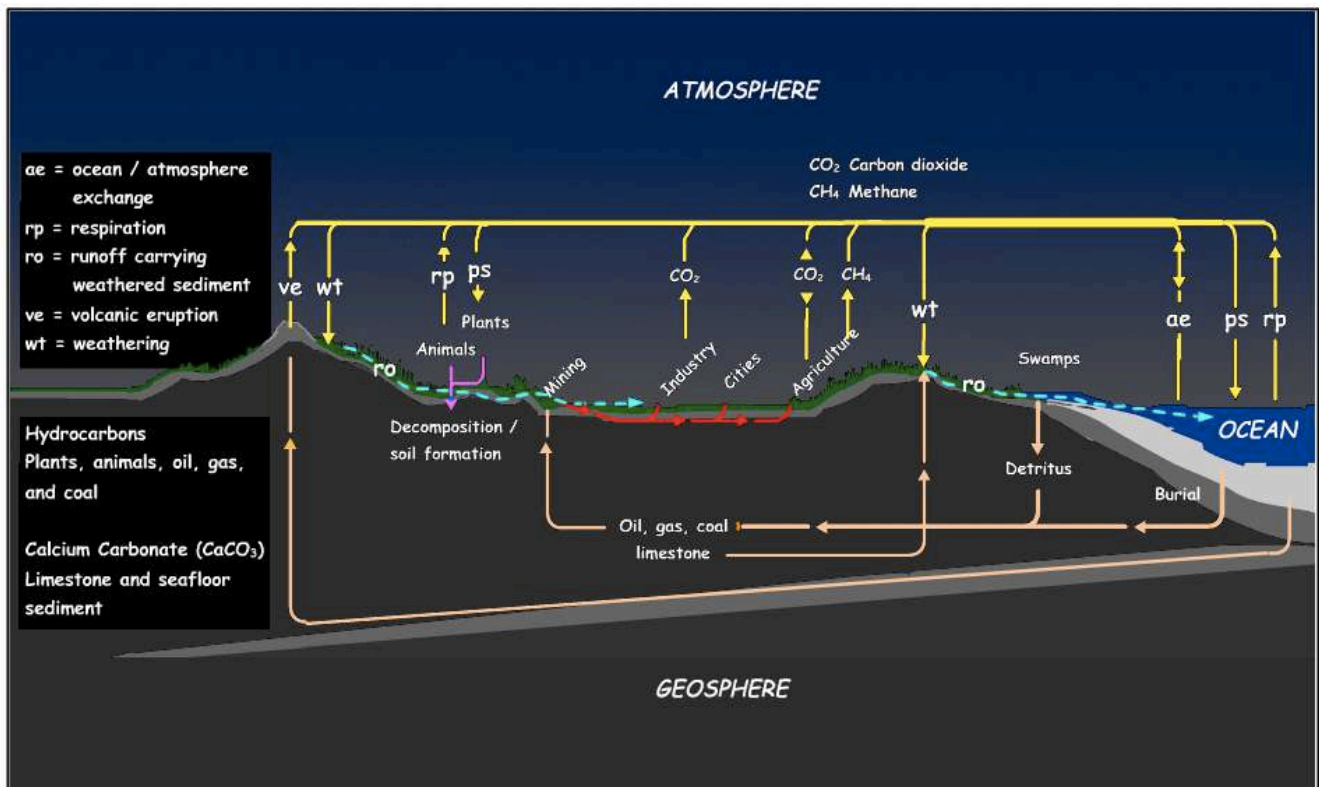 ATMOSPHERE
CO₂ Carbon dioxide
CH₄ Methane
ae = ocean / atmosphere
exchange
rp = respiration
ro = runoff carrying
weathered sediment
ve = volcanic eruption
wt = weathering
Hydrocarbons
Plants, animals, oil, gas,
and coal
Calcium Carbonate (CaCO₃)
Limestone and seafloor
sediment
ve
wt
rp
ps
CO₂
CO₂
CH₄
wt
ae
ps
rp
Plants
Animals
ro
Mining
Industry
Cities
Agriculture
Swamps
ro
OCEAN
Decomposition /
soil formation
Detritus
Burial
Oil, gas, coal
limestone
GEOSPHERE